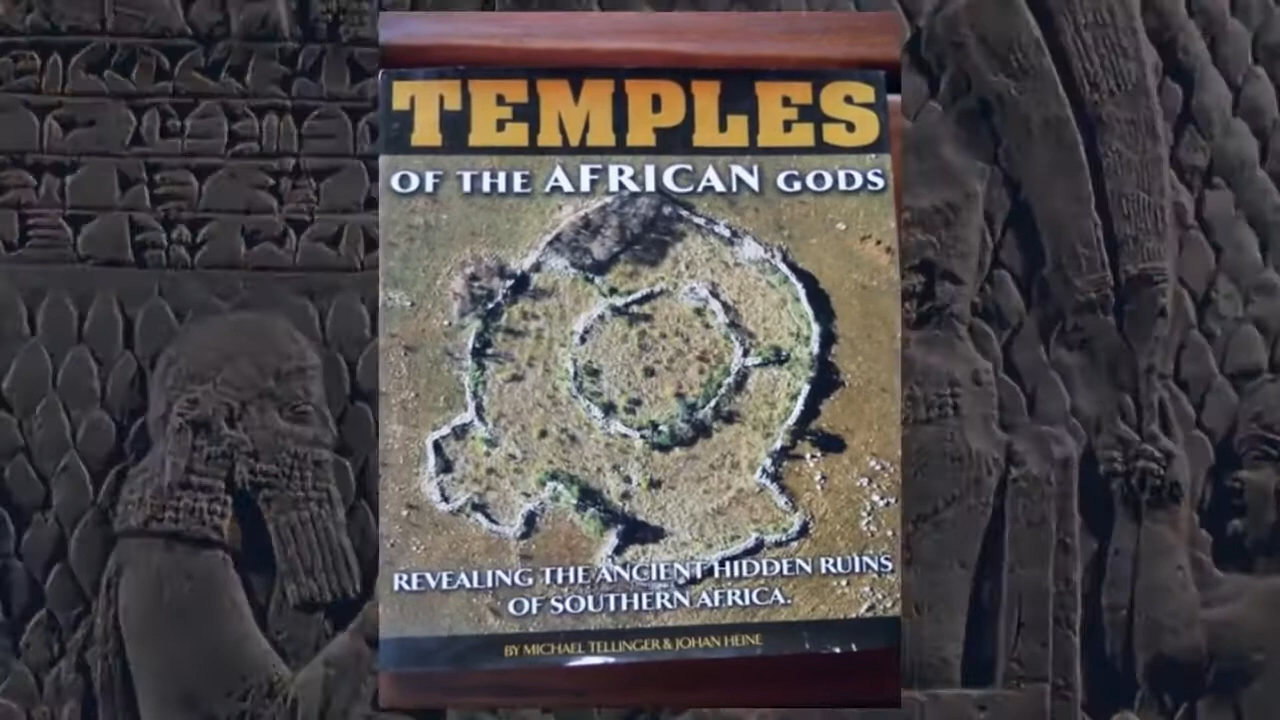 TEMPLES
OF THE AFRICAN GODS
REVEALING THE ANCIENT HIDDEN RUINS
OF SOUTHERN AFRICA.
BY MICHAEL TELLINGER & JOHAN HEINE